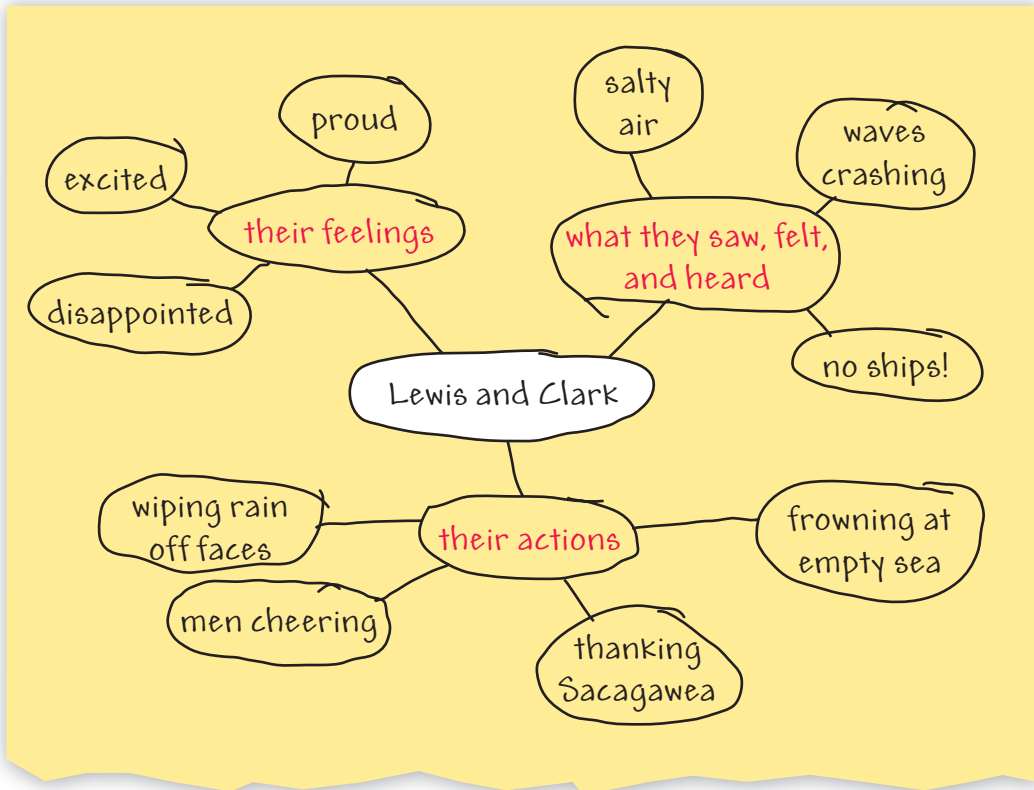 proud
excited
their feelings
disappointed
salty
air
waves
crashing
what they saw, felt,
and heard
no ships!
Lewis and Clark
wiping rain
off faces
their actions
frowning at
empty sea
men cheering
thanking
Sacagawea